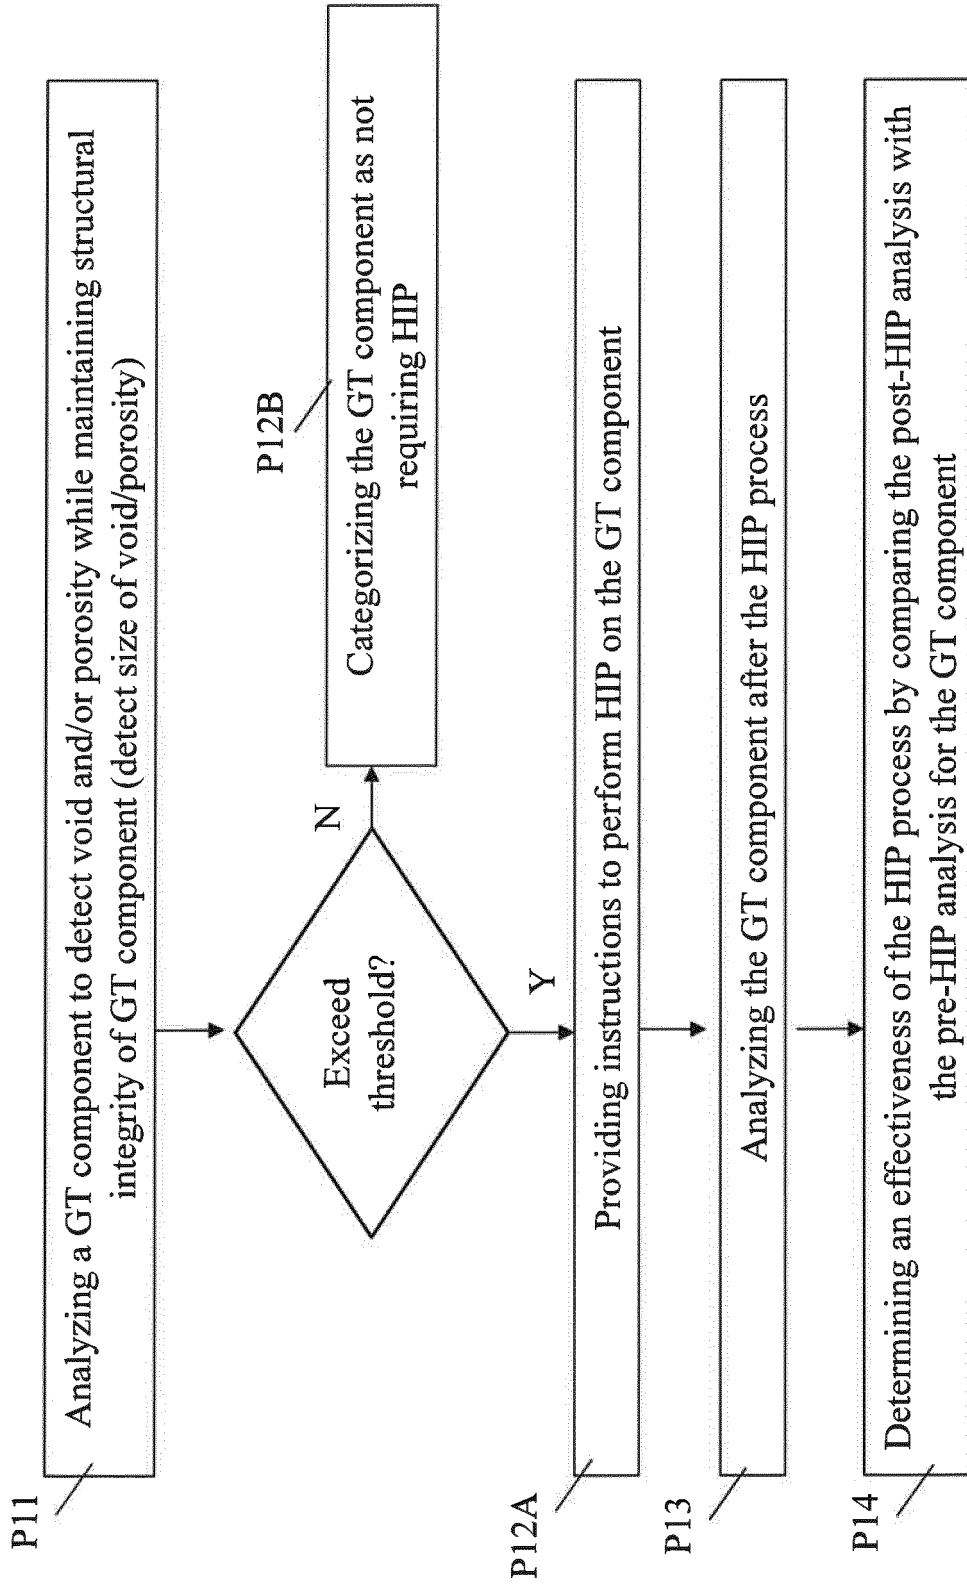 P11
Analyzing a GT component to detect void and/or porosity while maintaining structural
integrity of GT component (detect size of void/porosity)
Exceed
threshold?
N
P12B
Categorizing the GT component as not
requiring HIP
Y
P12A
Providing instructions to perform HIP on the GT component
P13
Analyzing the GT component after the HIP process
P14
Determining an effectiveness of the HIP process by comparing the post-HIP analysis with
the pre-HIP analysis for the GT component